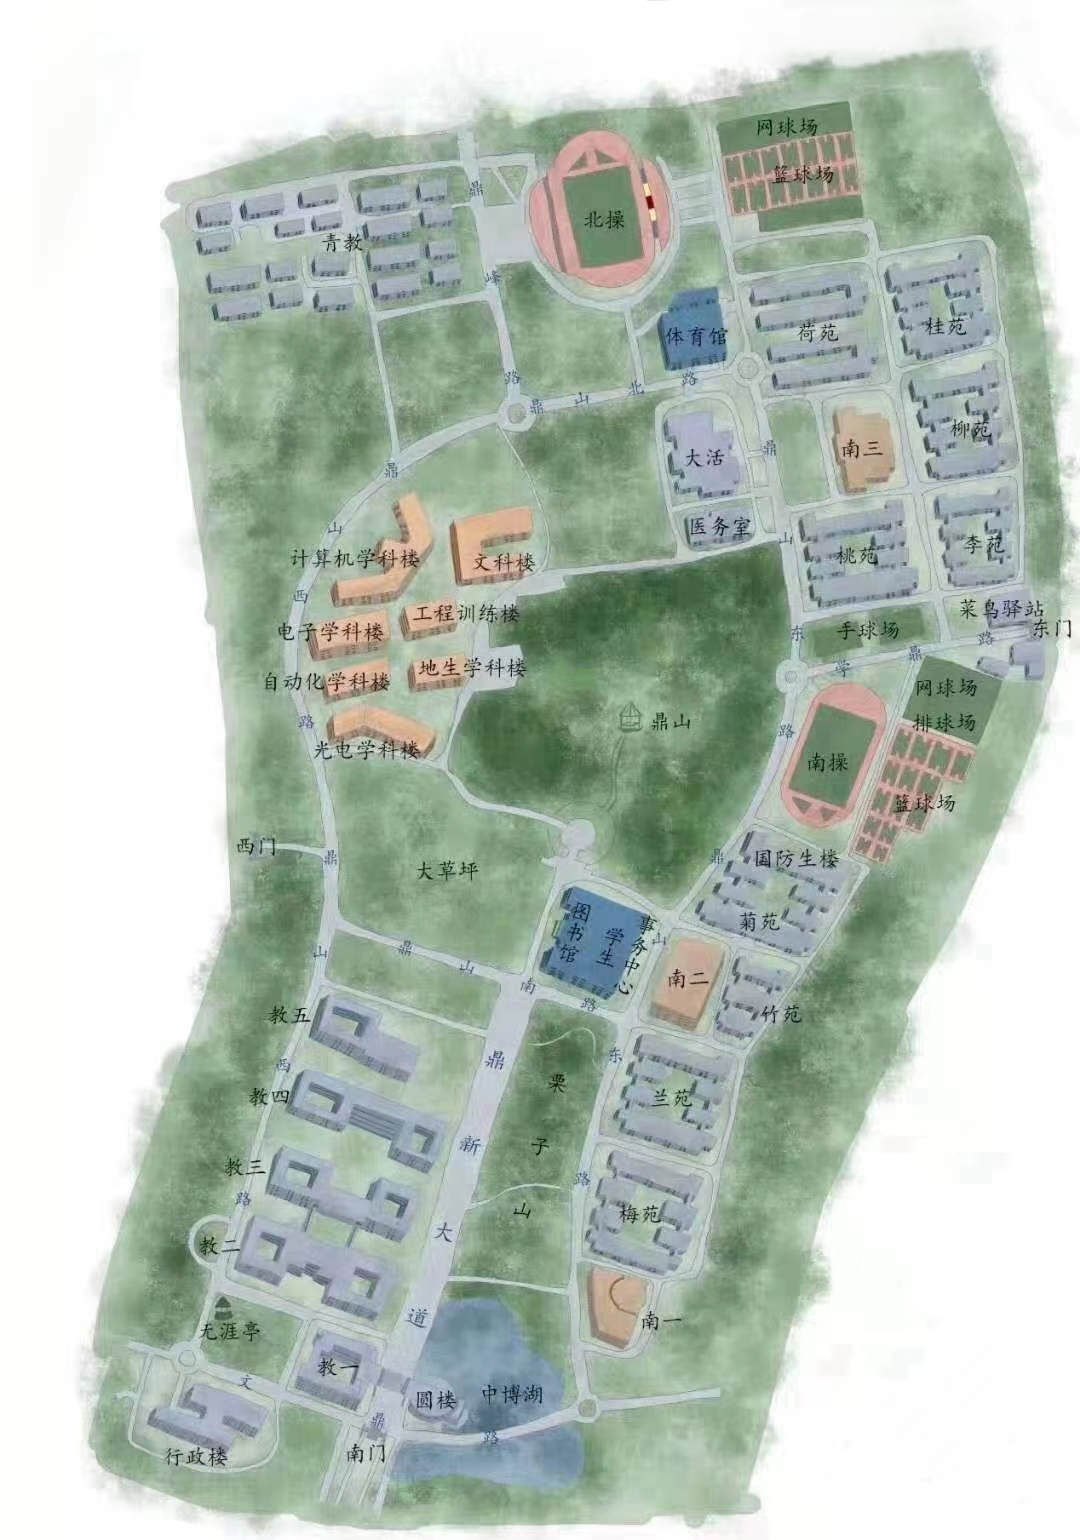 网球场
篮球场
北操
青教
鼎峰路
体育馆
荷苑
桂苑
鼎山北路
大活
南三
柳苑
医务室
桃苑
李苑
计算机学科楼
文科楼
工程训练楼
电子学科楼
地生学科楼
自动化学科楼
光电学科楼
鼎山西路
鼎山东路
菜鸟驿站
东门
手球场
鼎学路
网球场
排球场
篮球场
南操
鼎山
西门
大草坪
国防生楼
菊苑
图书馆
学生事务中心
南二
竹苑
鼎山南路
鼎山西路
鼎山东路
教五
教四
教三
教二
栗子山
兰苑
梅苑
南一
鼎新大道
无涯亭
教一
圆楼
中博湖
行政楼
南门
鼎文路